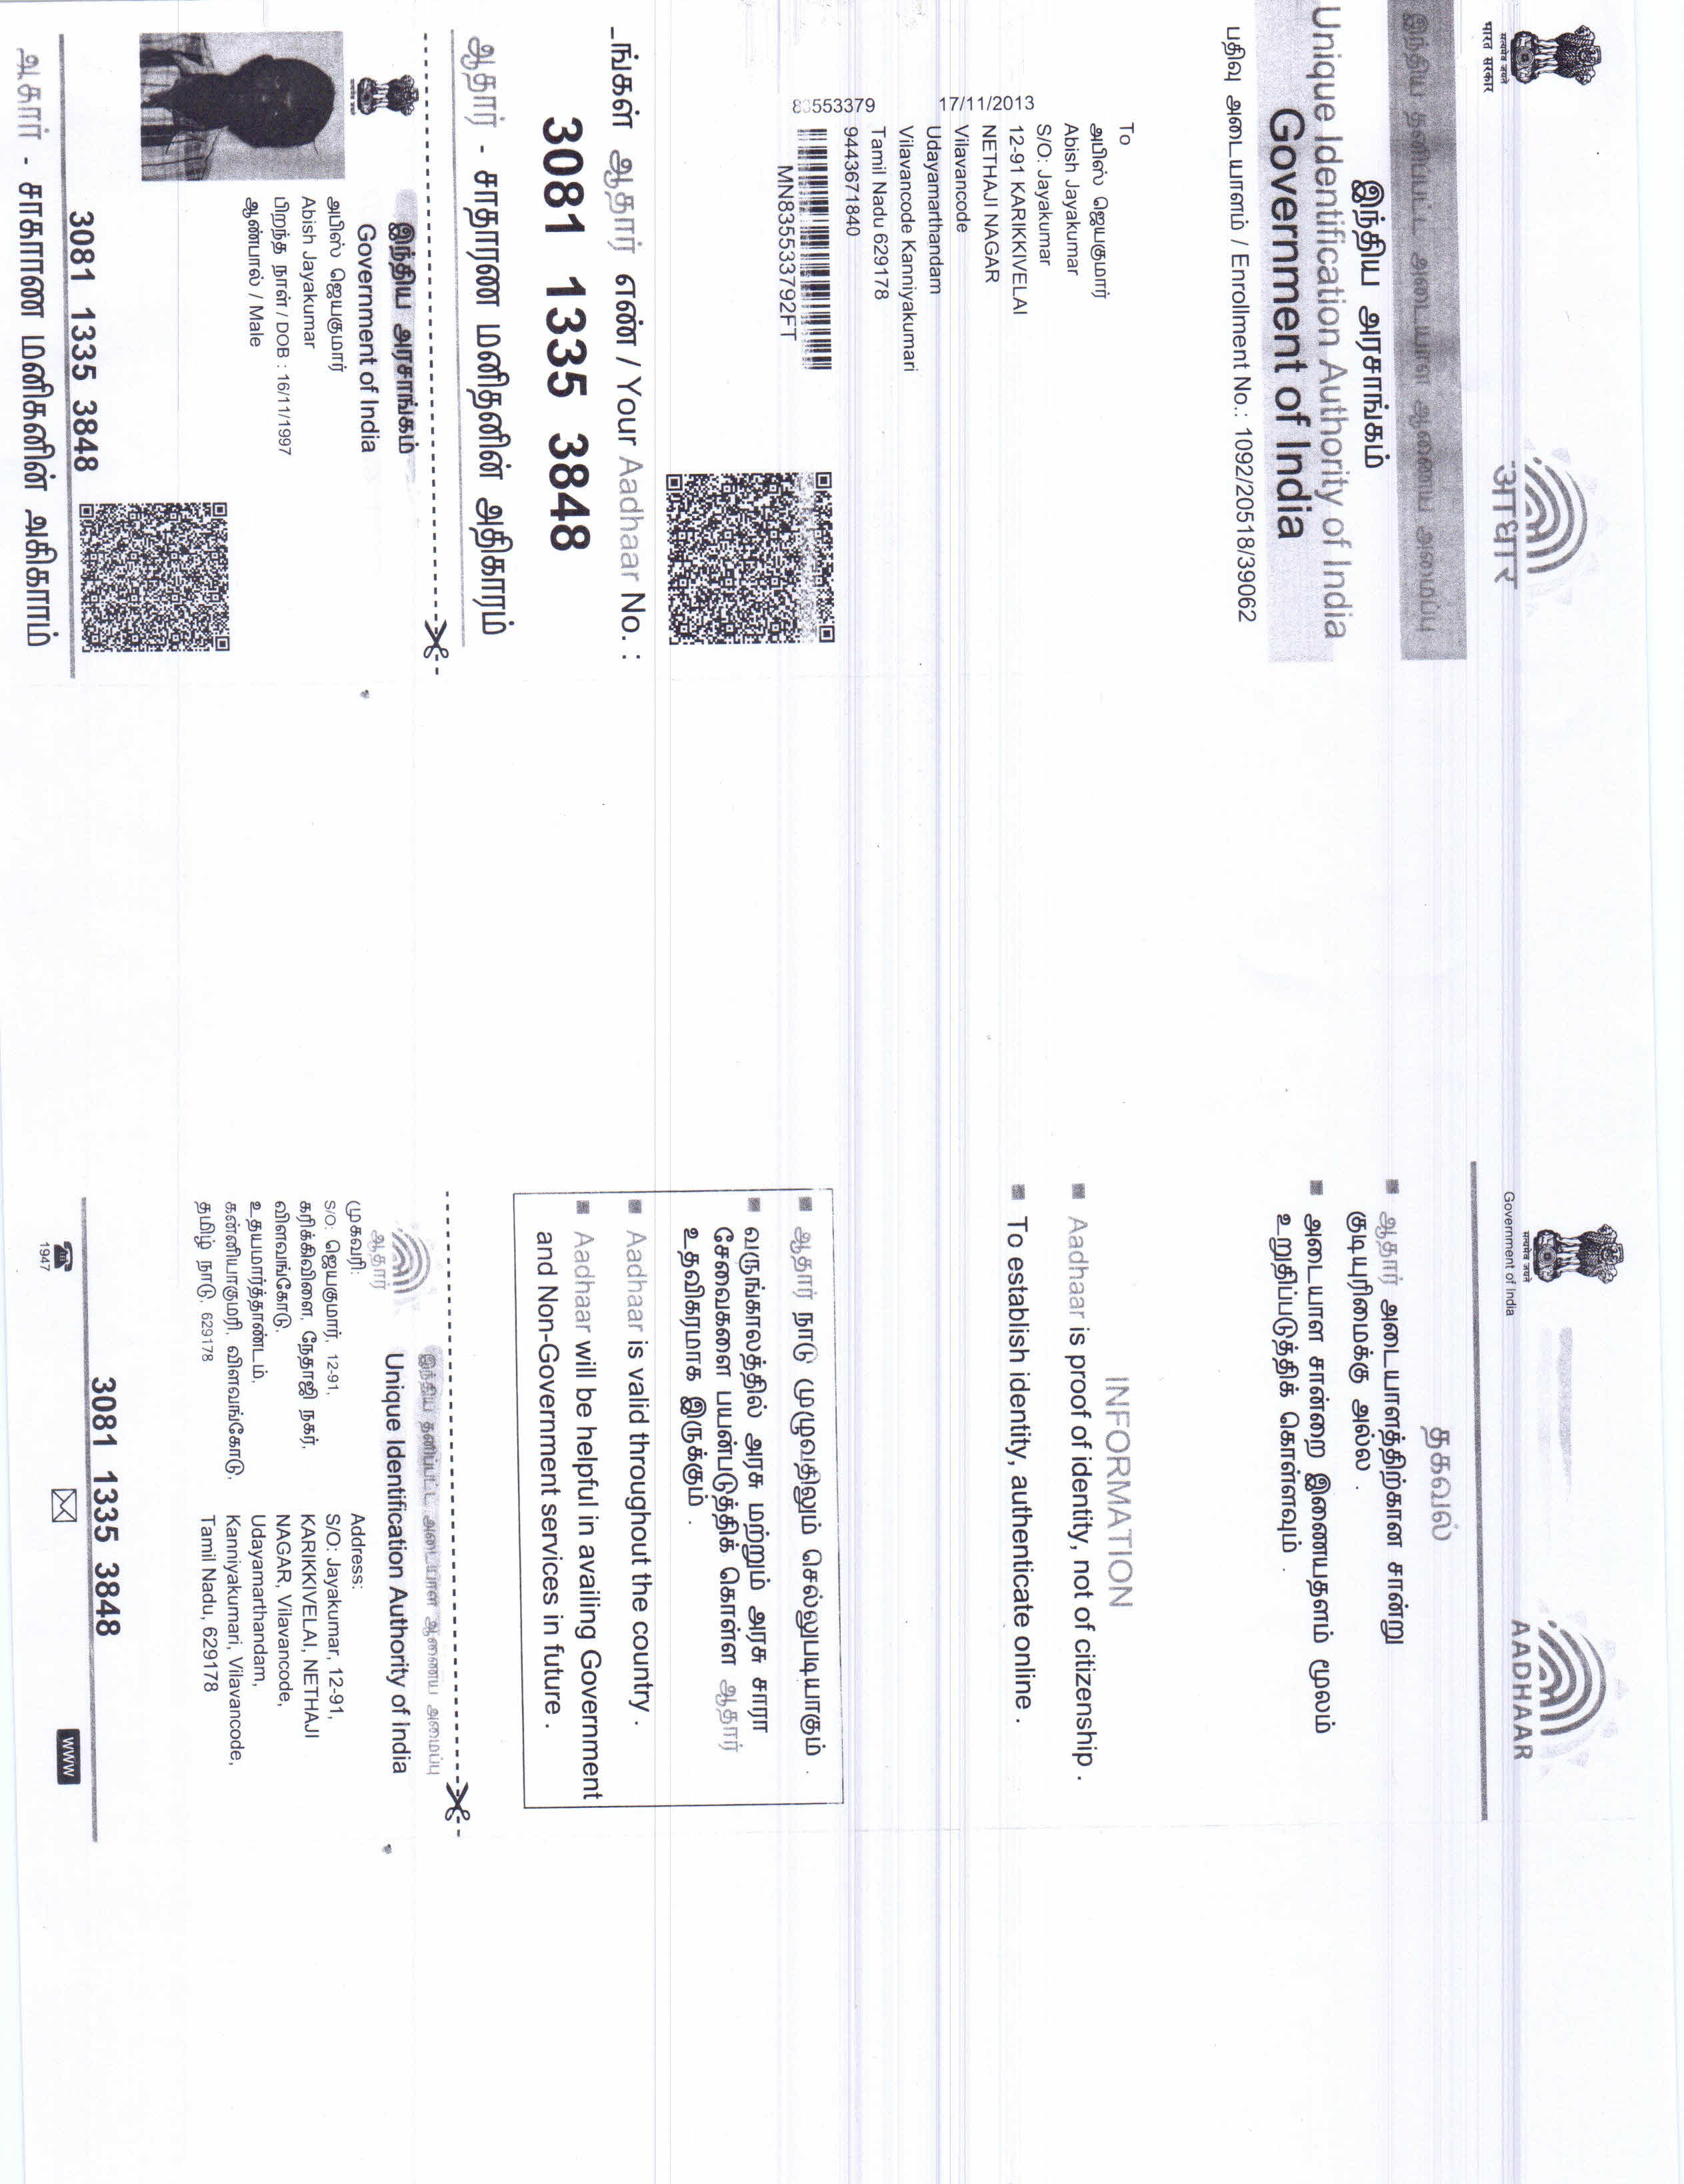 सत्यमेव जयते
भारत सरकार
आधार
இந்திய தனிப்பட்ட அடையாள ஆணைய அமைப்பு
இந்திய அரசாங்கம்
Unique Identification Authority of India
Government of India
பதிவு அடையாளம் / Enrollment No.: 1092/20518/39062
To
அபிஸ் ஜெயகுமார்
Abish Jayakumar
S/O: Jayakumar
12-91 KARIKKIVELAI
NETHAJI NAGAR
Vilavancode
Udayamarthandam
Vilavancode Kanniyakumari
Tamil Nadu 629178
9443671840
17/11/2013
MN835533792FT
ங்கள் ஆதார் எண் / Your Aadhaar No. :
3081 1335 3848
ஆதார் - சாதாரண மனிதனின் அதிகாரம்
இந்திய அரசாங்கம்
Government of India
அபிஸ் ஜெயகுமார்
Abish Jayakumar
பிறந்த நாள் / DOB : 16/11/1997
ஆண்பால் / Male
3081 1335 3848
ஆதார் - சாதாரண மனிதனின் அதிகாரம்
सत्यमेव जयते
Government of India
AADHAAR
தகவல்
ஆதார் அடையாளத்திற்கான சான்று
குடியுரிமைக்கு அல்ல .
அடையாள சான்றை இணையதளம் மூலம்
உறுதிப்படுத்திக் கொள்ளவும் .
INFORMATION
Aadhaar is proof of identity, not of citizenship .
To establish identity, authenticate online .
ஆதார் நாடு முழுவதிலும் செல்லுபடியாகும் .
வருங்காலத்தில் அரசு மற்றும் அரசு சாரா
சேவைகளை பயன்படுத்திக் கொள்ள ஆதார்
உதவிகரமாக இருக்கும் .
Aadhaar is valid throughout the country .
Aadhaar will be helpful in availing Government
and Non-Government services in future .
இந்திய தனிப்பட்ட அடையாள ஆணைய அமைப்பு
Unique Identification Authority of India
ஆதார்
முகவரி:
S/O: ஜெயகுமார், 12-91,
கரிக்கிவிளை, நேதாஜி நகர்,
விளவங்கோடு,
உதயமார்த்தாண்டம்,
கன்னியாகுமரி, விளவங்கோடு,
தமிழ் நாடு, 629178
Address:
S/O: Jayakumar, 12-91,
KARIKKIVELAI, NETHAJI
NAGAR, Vilavancode,
Udayamarthandam,
Kanniyakumari, Vilavancode,
Tamil Nadu, 629178
3081 1335 3848
1947
www